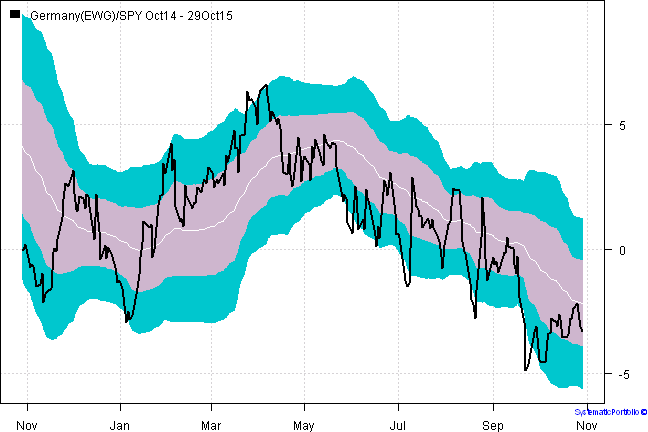 Germany(EWG)/SPY Oct14 - 29Oct15
5
0
-5
SystematicPortfolio ©
Nov Jan Mar May Jul Sep Nov